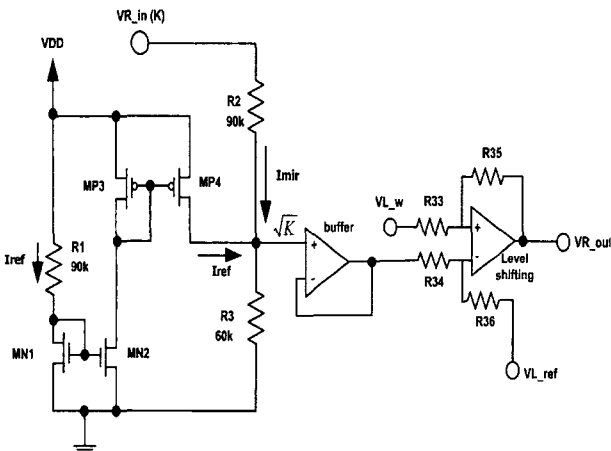 VR_in (K)
VDD
R2
90k
MP3
MP4
Imir
R35
VL_w
R33
buffer
√K
+
-
+
-
VR_out
Level
shifting
R1
90k
Iref
Iref
R34
R36
R3
60k
MN1
MN2
VL_ref